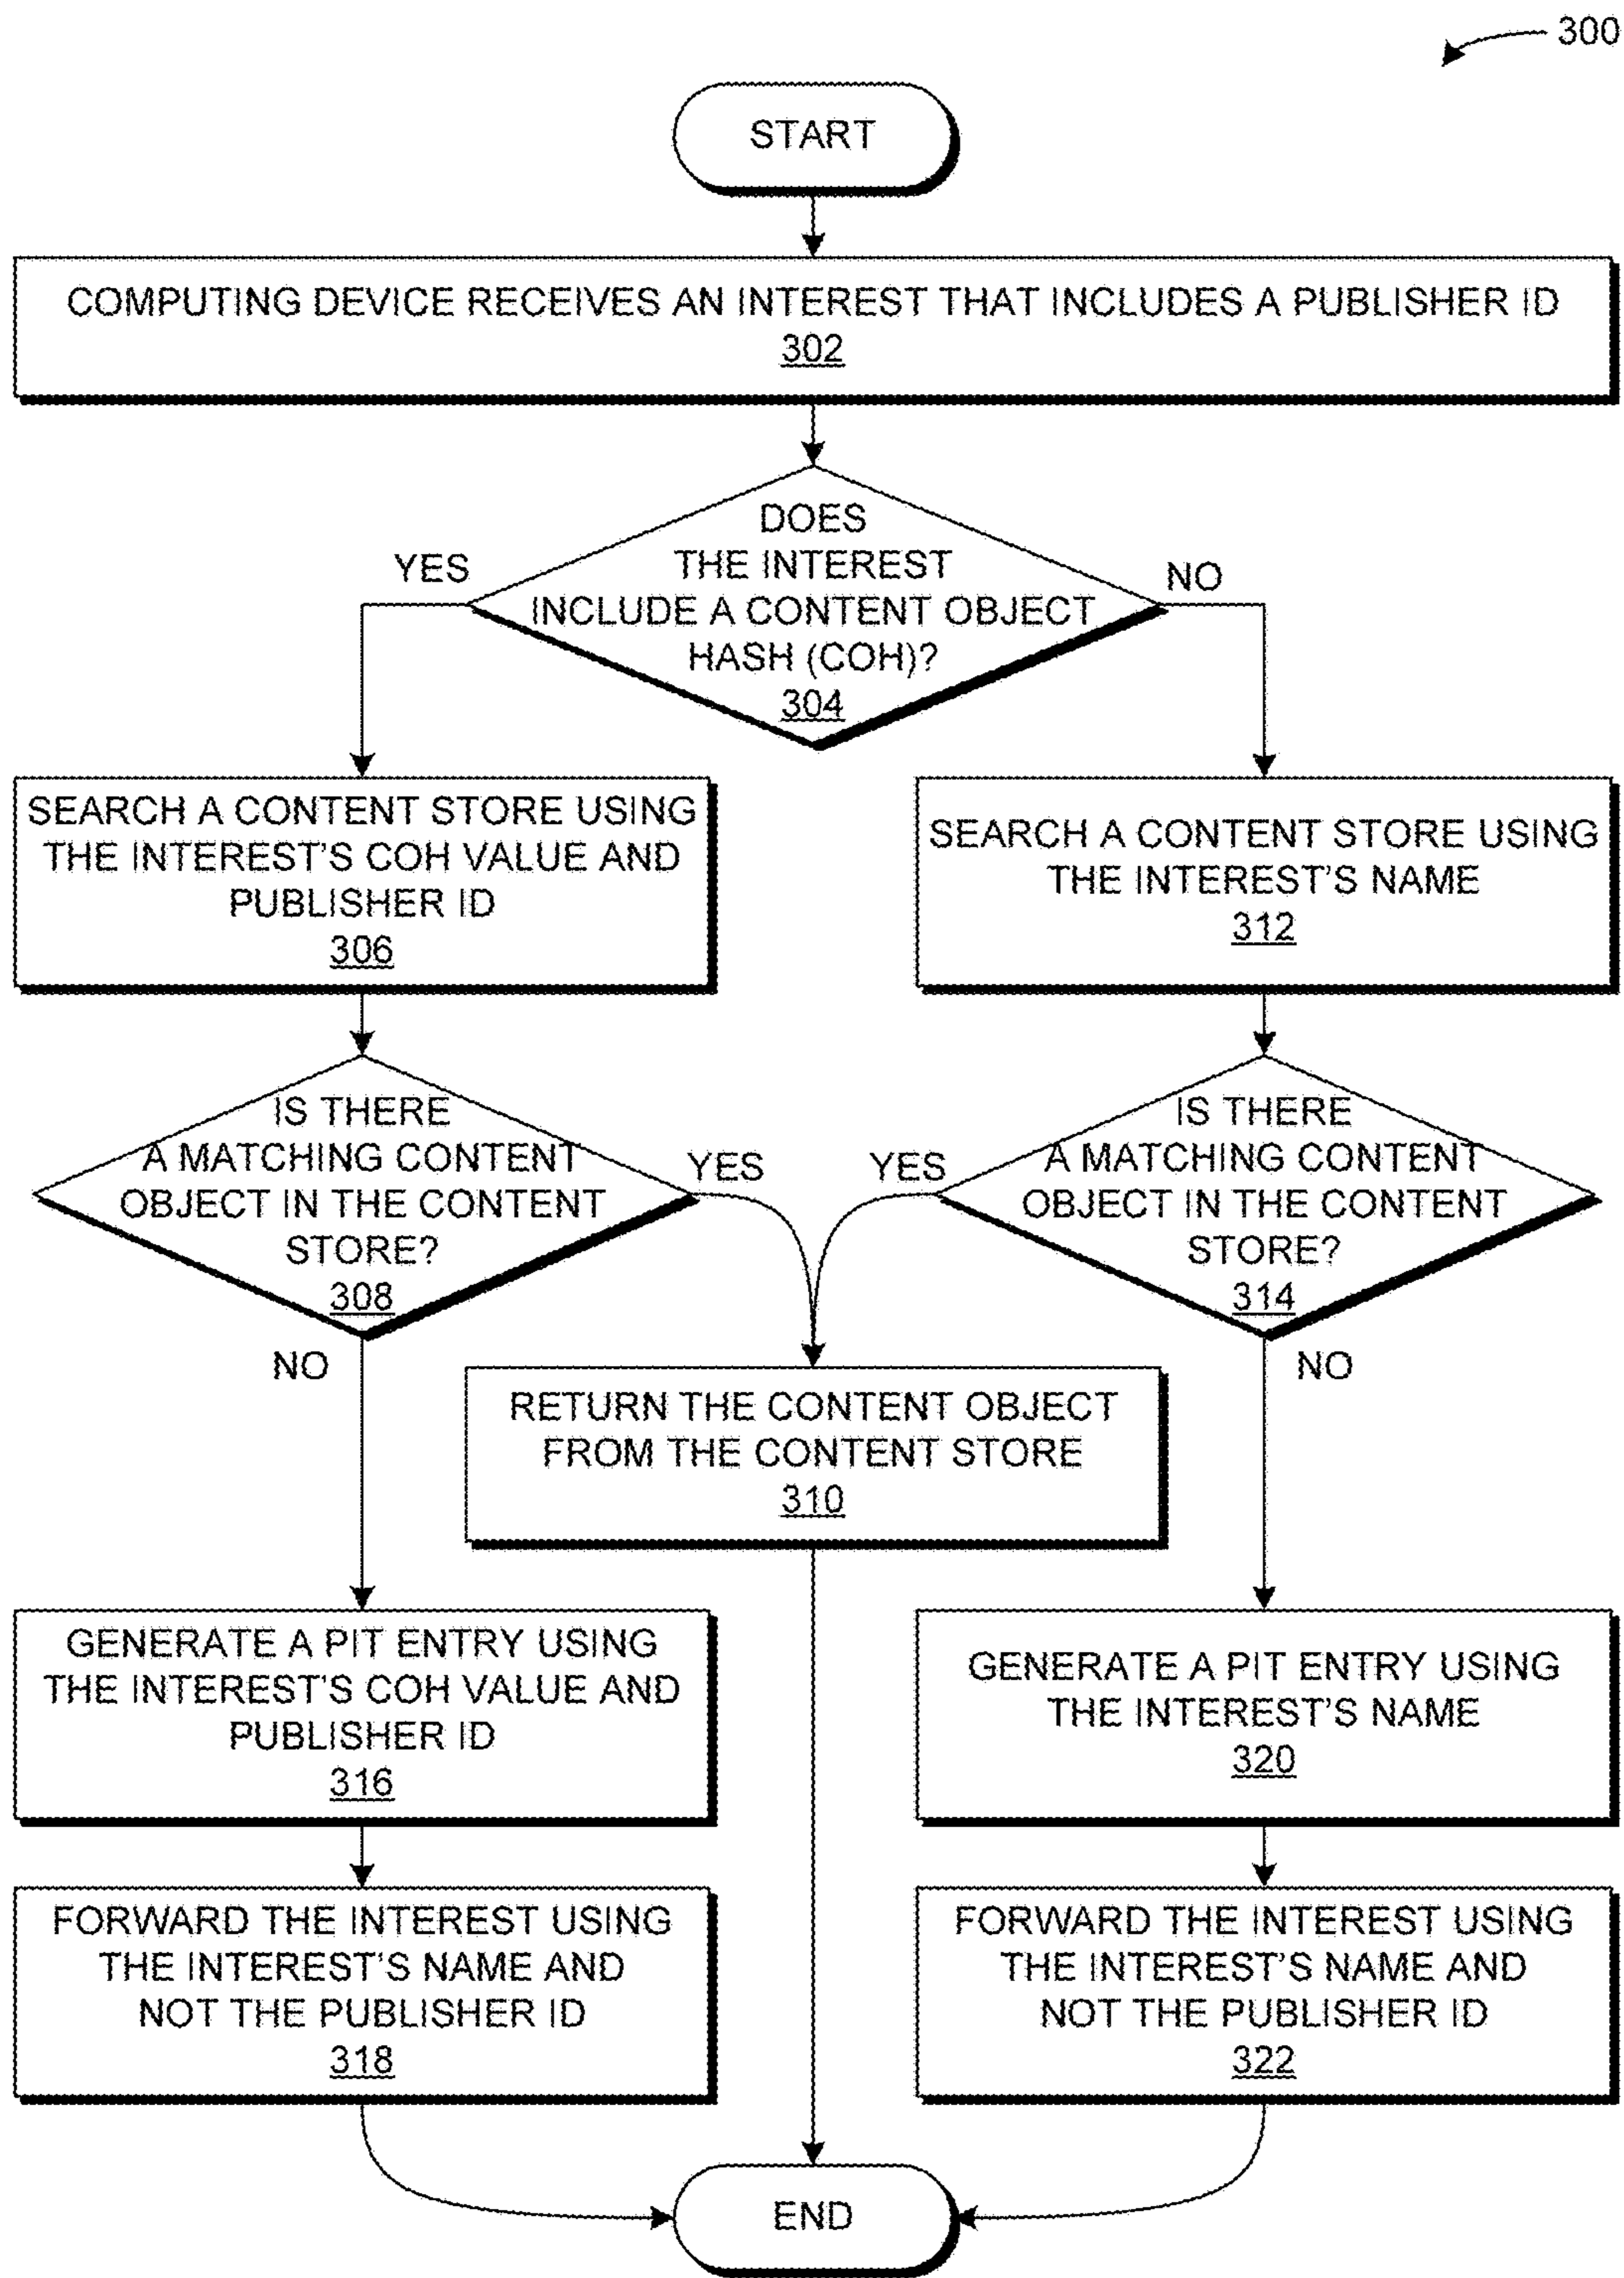 300
START
COMPUTING DEVICE RECEIVES AN INTEREST THAT INCLUDES A PUBLISHER ID
302
DOES
THE INTEREST
INCLUDE A CONTENT OBJECT
HASH (COH)?
304
YES
NO
SEARCH A CONTENT STORE USING
THE INTEREST'S COH VALUE AND
PUBLISHER ID
306
SEARCH A CONTENT STORE USING
THE INTEREST'S NAME
312
IS THERE
A MATCHING CONTENT
OBJECT IN THE CONTENT
STORE?
308
YES
NO
IS THERE
A MATCHING CONTENT
OBJECT IN THE CONTENT
STORE?
314
YES
NO
RETURN THE CONTENT OBJECT
FROM THE CONTENT STORE
310
GENERATE A PIT ENTRY USING
THE INTEREST'S COH VALUE AND
PUBLISHER ID
316
GENERATE A PIT ENTRY USING
THE INTEREST'S NAME
320
FORWARD THE INTEREST USING
THE INTEREST'S NAME AND
NOT THE PUBLISHER ID
318
FORWARD THE INTEREST USING
THE INTEREST'S NAME AND
NOT THE PUBLISHER ID
322
END